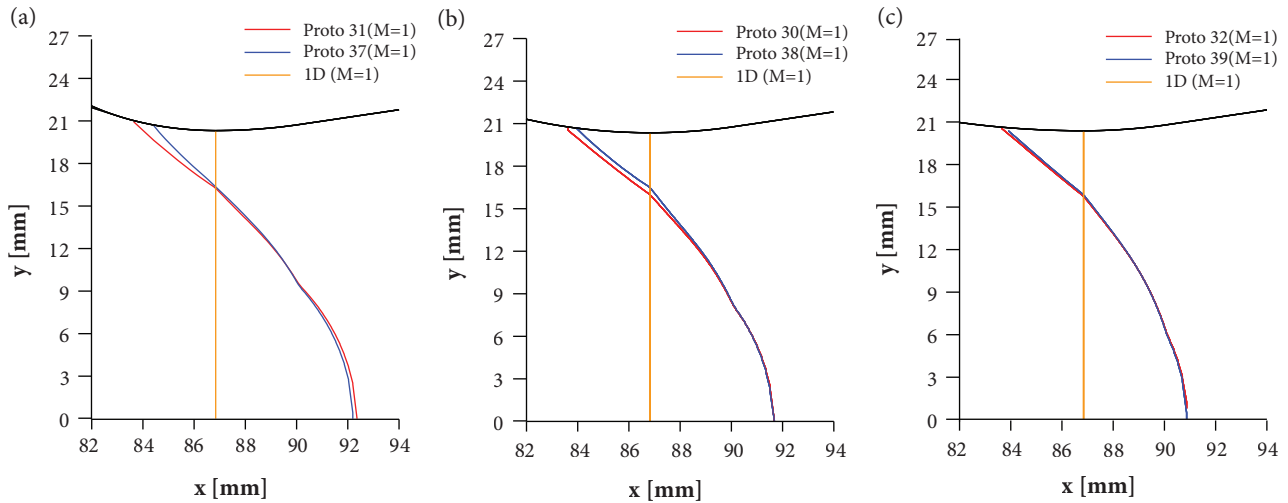 (a)
Proto 31(M=1)
Proto 37(M=1)
1D (M=1)
27
24
21
18
15
12
9
6
3
0
y [mm]
82 84 86 88 90 92 94
x [mm]
(b)
Proto 30(M=1)
Proto 38(M=1)
1D (M=1)
27
24
21
18
15
12
9
6
3
0
y [mm]
82 84 86 88 90 92 94
x [mm]
(c)
Proto 32(M=1)
Proto 39(M=1)
1D (M=1)
27
24
21
18
15
12
9
6
3
0
y [mm]
82 84 86 88 90 92 94
x [mm]